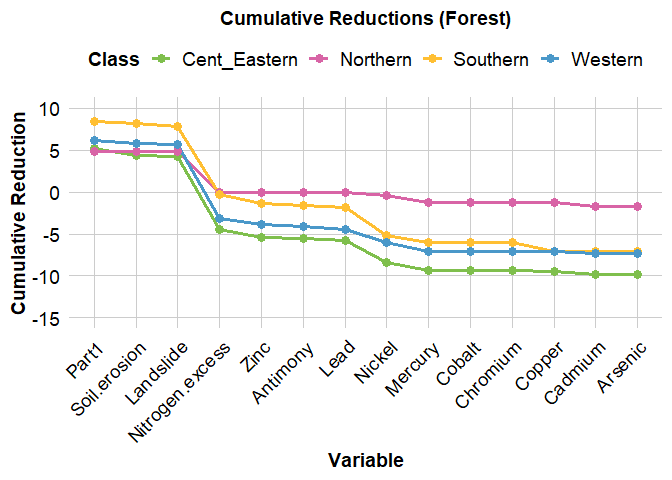 Cumulative Reductions (Forest)
Class Cent_Eastern Northern Southern Western
Cumulative Reduction
10
5
0
-5
-10
-15
Part1
Soil.erosion
Landslide
Nitrogen.excess
Zinc
Antimony
Lead
Nickel
Mercury
Cobalt
Chromium
Copper
Cadmium
Arsenic
Variable